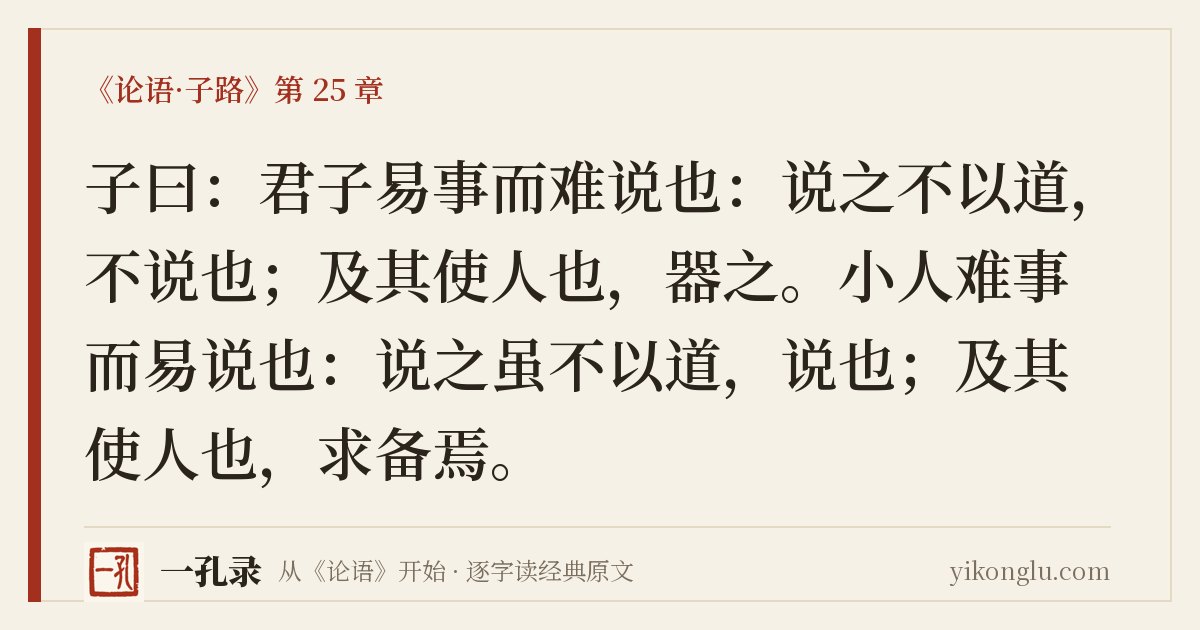 《论语·子路》第 25 章
子曰：君子易事而难说也：说之不以道，
不说也；及其使人也，器之。小人难事
而易说也：说之虽不以道，说也；及其
使人也，求备焉。
一孔
一孔录 从《论语》开始 · 逐字读经典原文 yikonglu.com